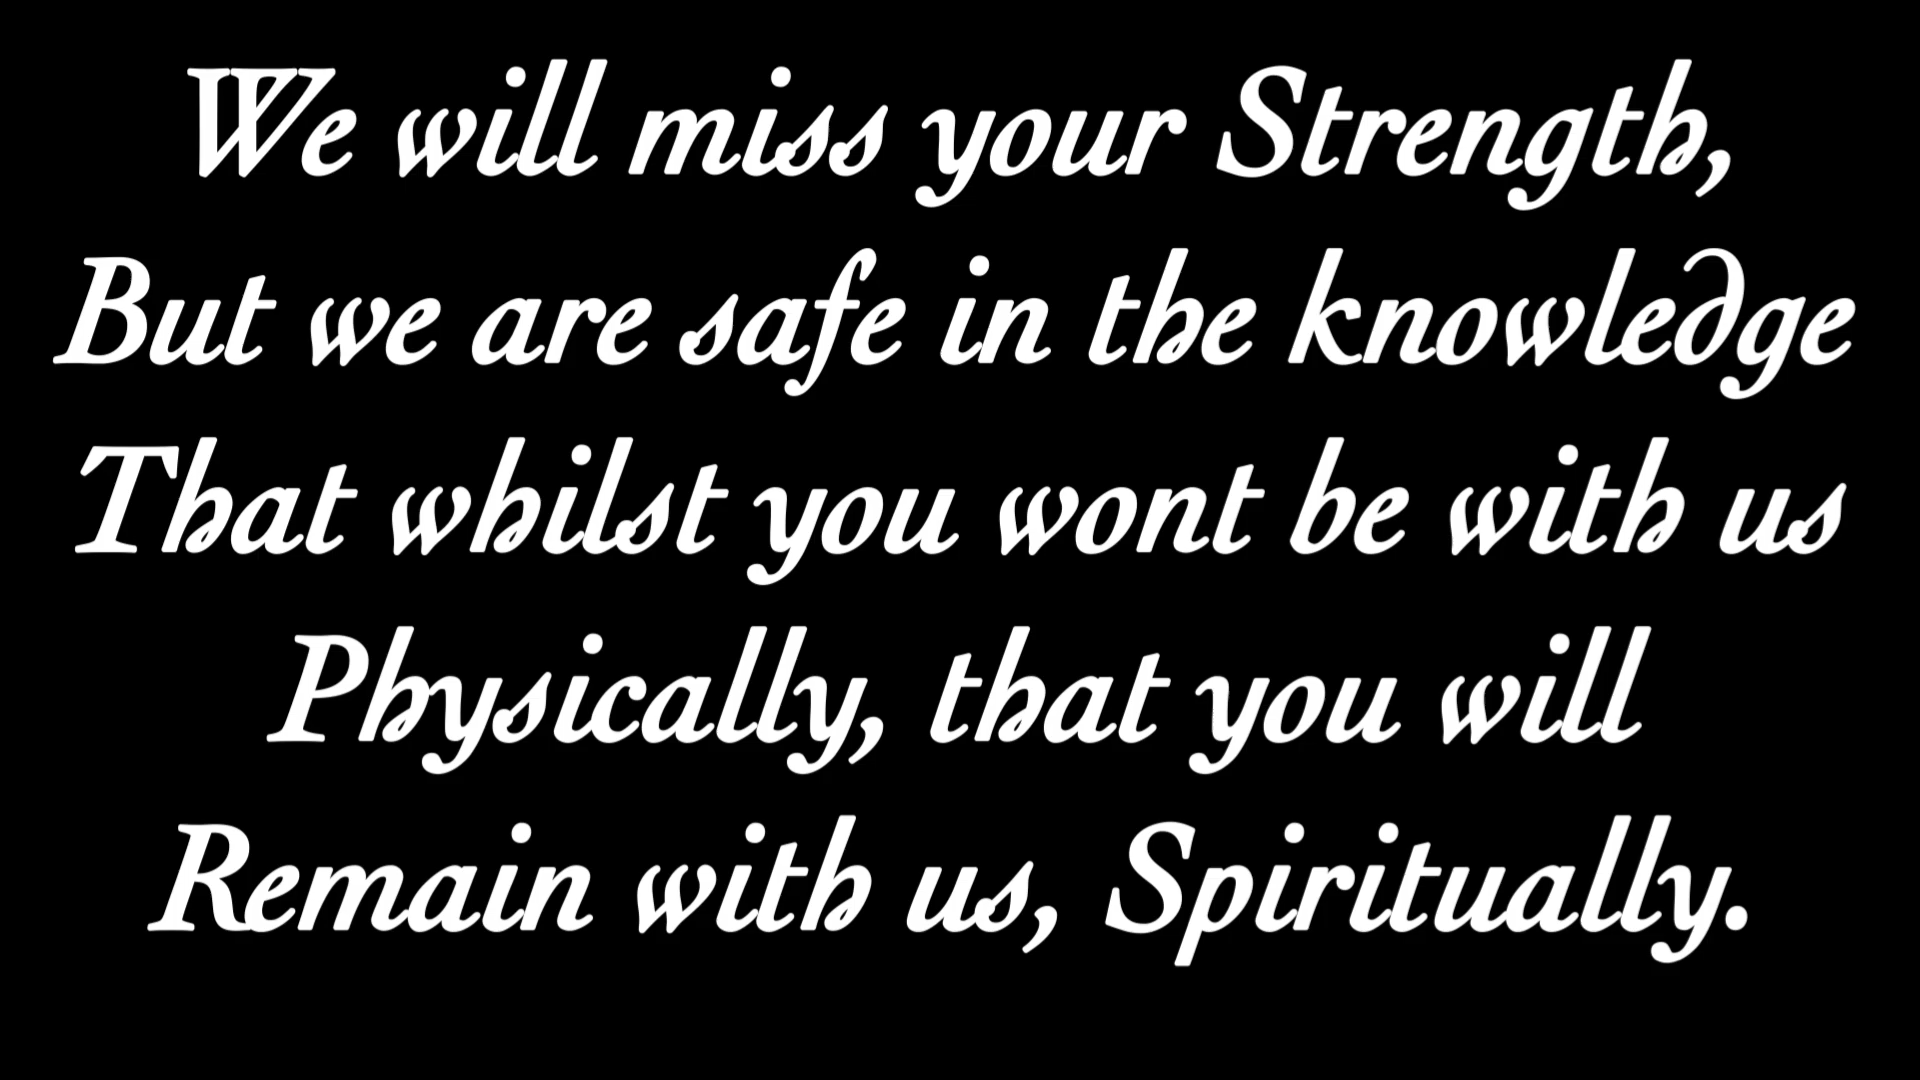 We will miss your Strength,
But we are safe in the knowledge
That whilst you wont be with us
Physically, that you will
Remain with us, Spiritually.